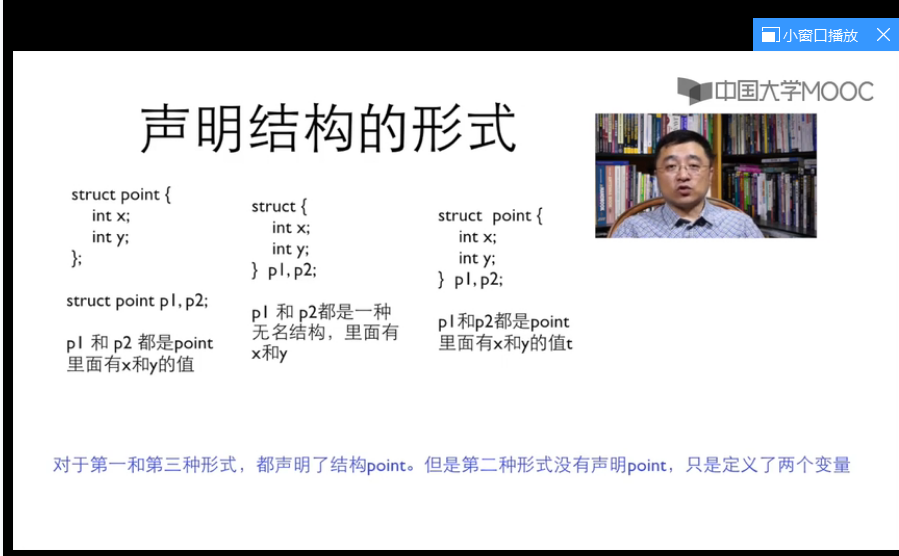 小窗口播放
中国大学MOOC
声明结构的形式
struct point {
int x;
int y;
};
struct point p1, p2;
p1 和 p2 都是point
里面有x和y的值
struct {
int x;
int y;
} p1, p2;
p1 和 p2都是一种
无名结构，里面有
x和y
struct point {
int x;
int y;
} p1, p2;
p1和p2都是point
里面有x和y的值t
对于第一和第三种形式，都声明了结构point。但是第二种形式没有声明point，只是定义了两个变量